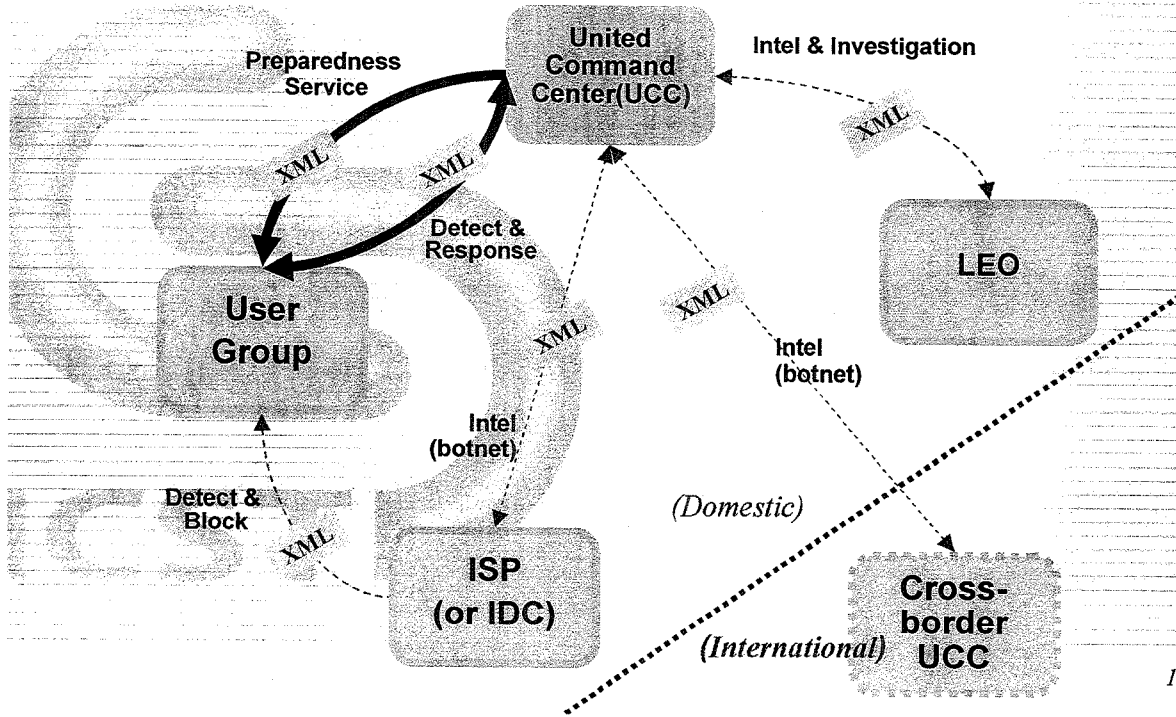 United
Command
Center(UCC)
Intel & Investigation
Preparedness
Service
XML
XML
XML
Detect &
Response
LEO
User
Group
XML
XML
Intel
(botnet)
Intel
(botnet)
Detect &
Block
XML
(Domestic)
ISP
(or IDC)
Cross-
border
UCC
(International)